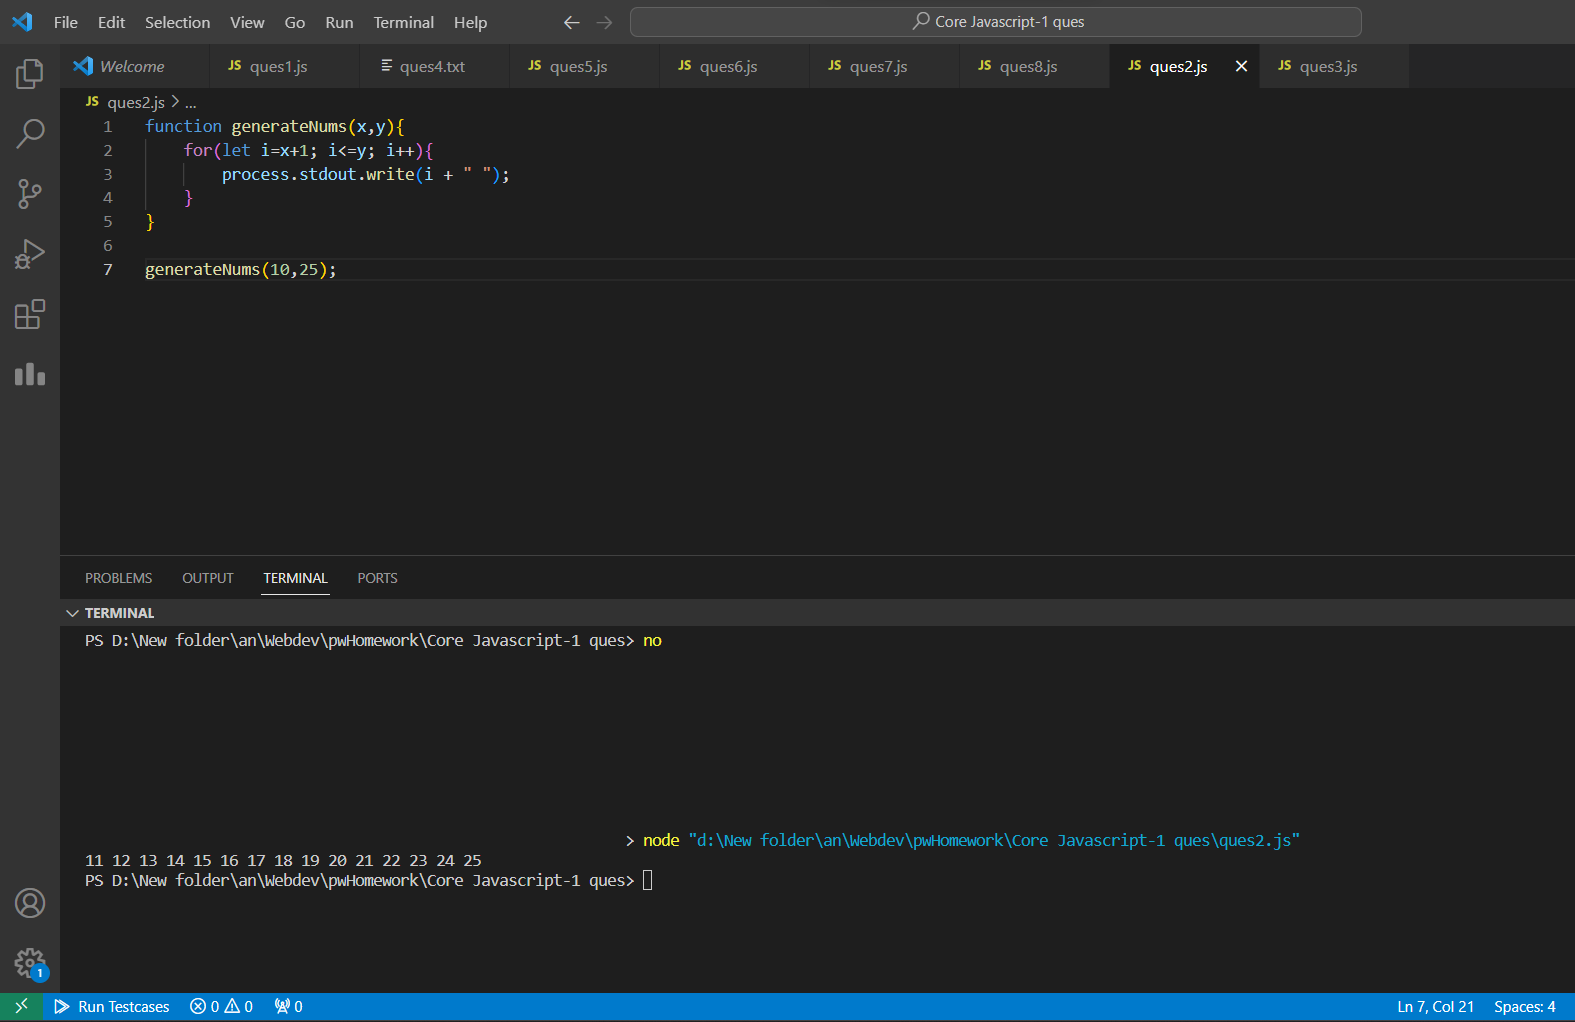 File Edit Selection View Go Run Terminal Help Core Javascript-1 ques
Welcome JS ques1.js ques4.txt JS ques5.js JS ques6.js JS ques7.js JS ques8.js JS ques2.js JS ques3.js
JS ques2.js > ...
1 function generateNums(x,y){
2 for(let i=x+1; i<=y; i++){
3 process.stdout.write(i + " ");
4 }
5 }
6
7 generateNums(10,25);
PROBLEMS OUTPUT TERMINAL PORTS
TERMINAL
PS D:\New folder\an\Webdev\pwHomework\Core Javascript-1 ques> no
> node "d:\New folder\an\Webdev\pwHomework\Core Javascript-1 ques\ques2.js"
11 12 13 14 15 16 17 18 19 20 21 22 23 24 25
PS D:\New folder\an\Webdev\pwHomework\Core Javascript-1 ques>
1
Run Testcases 0 0 0 Ln 7, Col 21 Spaces: 4